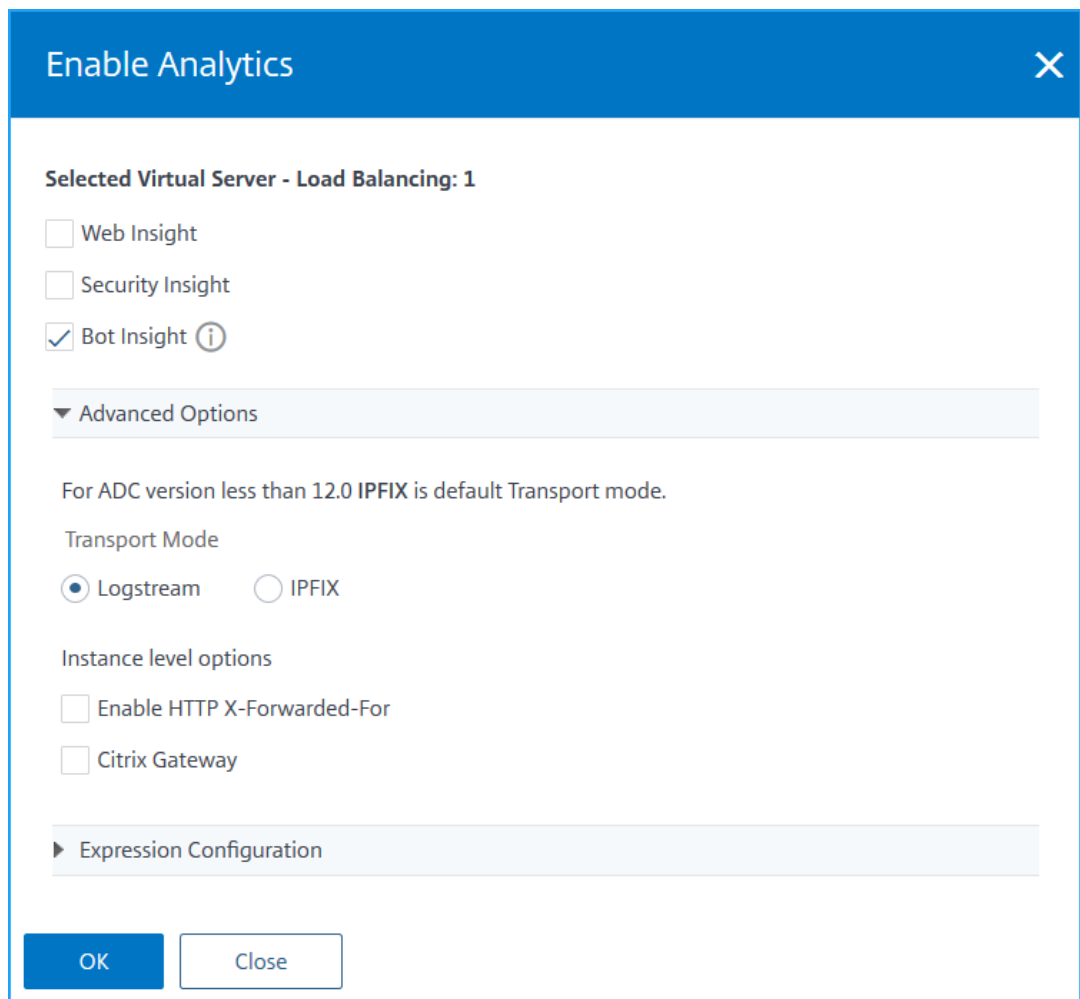 Enable Analytics
Selected Virtual Server - Load Balancing: 1
Web Insight
Security Insight
Bot Insight
Advanced Options
For ADC version less than 12.0 IPFIX is default Transport mode.
Transport Mode
Logstream IPFIX
Instance level options
Enable HTTP X-Forwarded-For
Citrix Gateway
Expression Configuration
OK Close